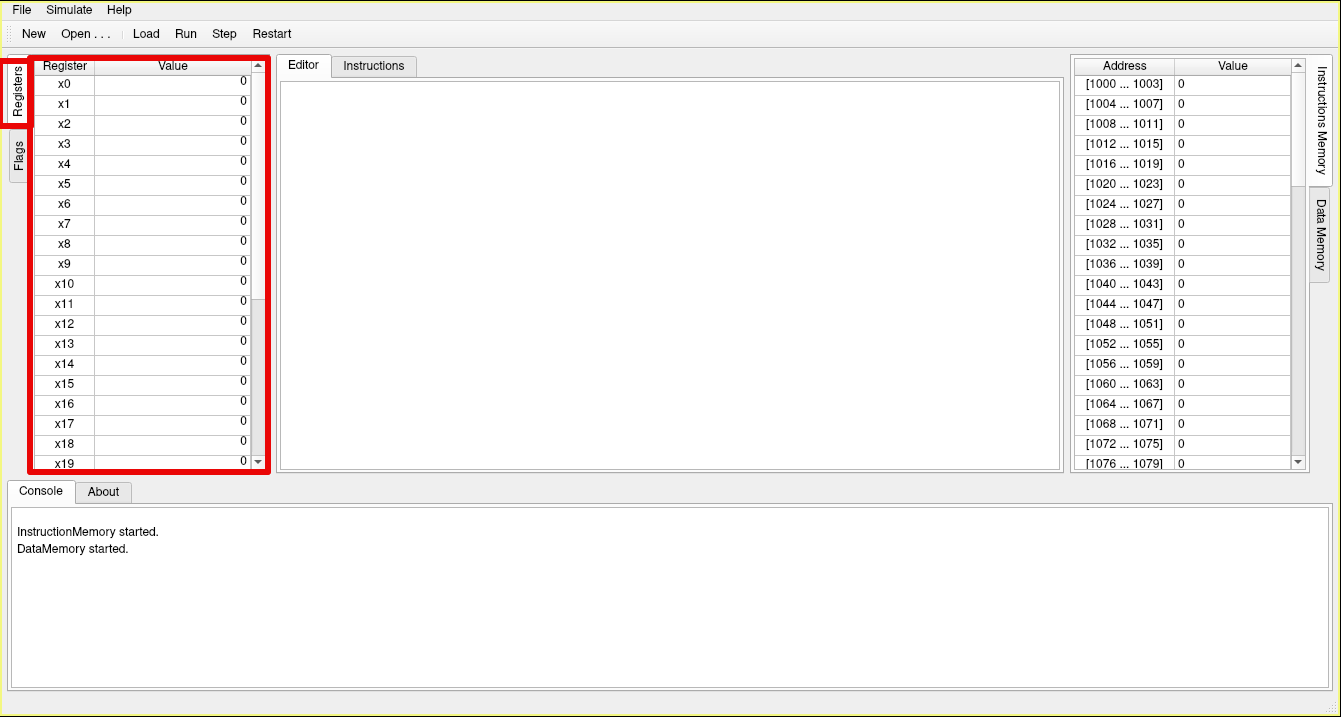 File Simulate Help
New Open . . . Load Run Step Restart
Registers
Flags
Register Value
x0 0
x1 0
x2 0
x3 0
x4 0
x5 0
x6 0
x7 0
x8 0
x9 0
x10 0
x11 0
x12 0
x13 0
x14 0
x15 0
x16 0
x17 0
x18 0
x19 0
Editor Instructions
Address Value
[1000 ... 1003] 0
[1004 ... 1007] 0
[1008 ... 1011] 0
[1012 ... 1015] 0
[1016 ... 1019] 0
[1020 ... 1023] 0
[1024 ... 1027] 0
[1028 ... 1031] 0
[1032 ... 1035] 0
[1036 ... 1039] 0
[1040 ... 1043] 0
[1044 ... 1047] 0
[1048 ... 1051] 0
[1052 ... 1055] 0
[1056 ... 1059] 0
[1060 ... 1063] 0
[1064 ... 1067] 0
[1068 ... 1071] 0
[1072 ... 1075] 0
[1076 ... 1079] 0
Instructions Memory
Data Memory
Console About
InstructionMemory started.
DataMemory started.